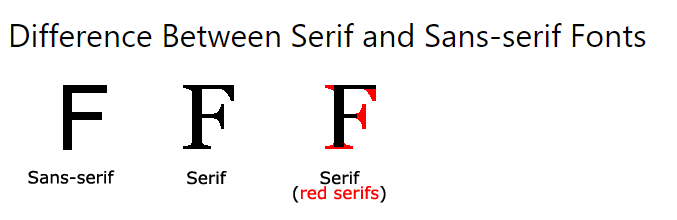 Difference Between Serif and Sans-serif Fonts
F F F
Sans-serif Serif Serif
(red serifs)